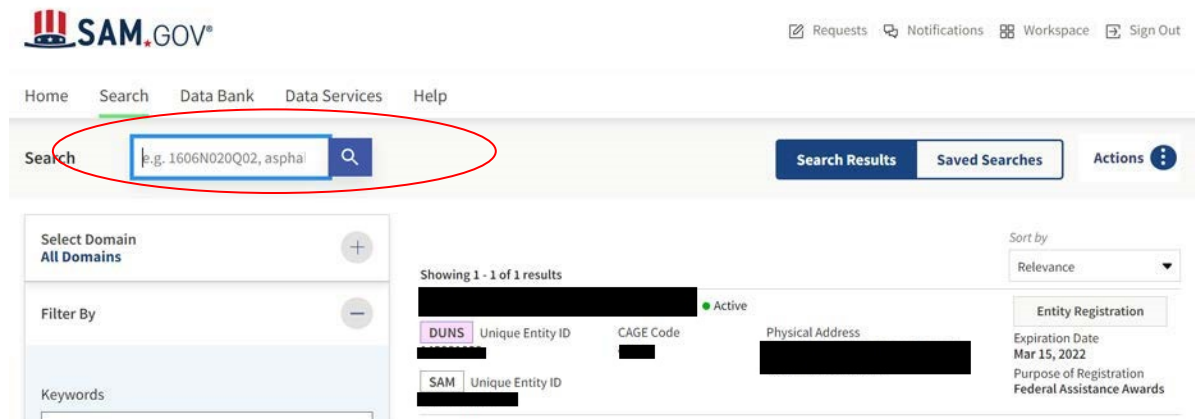 SAM.GOV®
Requests Notifications Workspace Sign Out
Home Search Data Bank Data Services Help
Search
e.g. 1606N020Q02, asphal
Search Results Saved Searches Actions
Select Domain
All Domains
Filter By
Keywords
Sort by
Relevance
Showing 1 - 1 of 1 results
Active
DUNS Unique Entity ID
CAGE Code
Physical Address
SAM Unique Entity ID
Entity Registration
Expiration Date
Mar 15, 2022
Purpose of Registration
Federal Assistance Awards